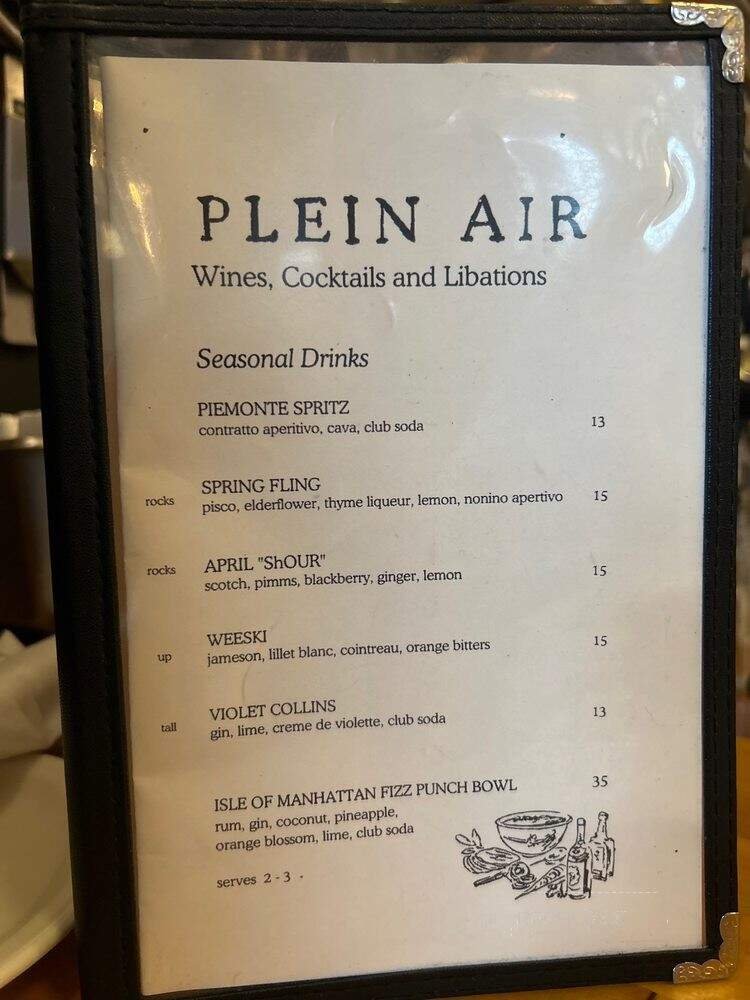 PLEIN AIR
Wines, Cocktails and Libations
Seasonal Drinks
PIEMONTE SPRITZ
contratto aperitivo, cava, club soda 13
SPRING FLING
rocks pisco, elderflower, thyme liqueur, lemon, nonino apertivo 15
APRIL "ShOUR"
rocks scotch, pimms, blackberry, ginger, lemon 15
WEESKI
up jameson, lillet blanc, cointreau, orange bitters 15
VIOLET COLLINS
tall gin, lime, creme de violette, club soda 13
ISLE OF MANHATTAN FIZZ PUNCH BOWL 35
rum, gin, coconut, pineapple,
orange blossom, lime, club soda
serves 2 - 3